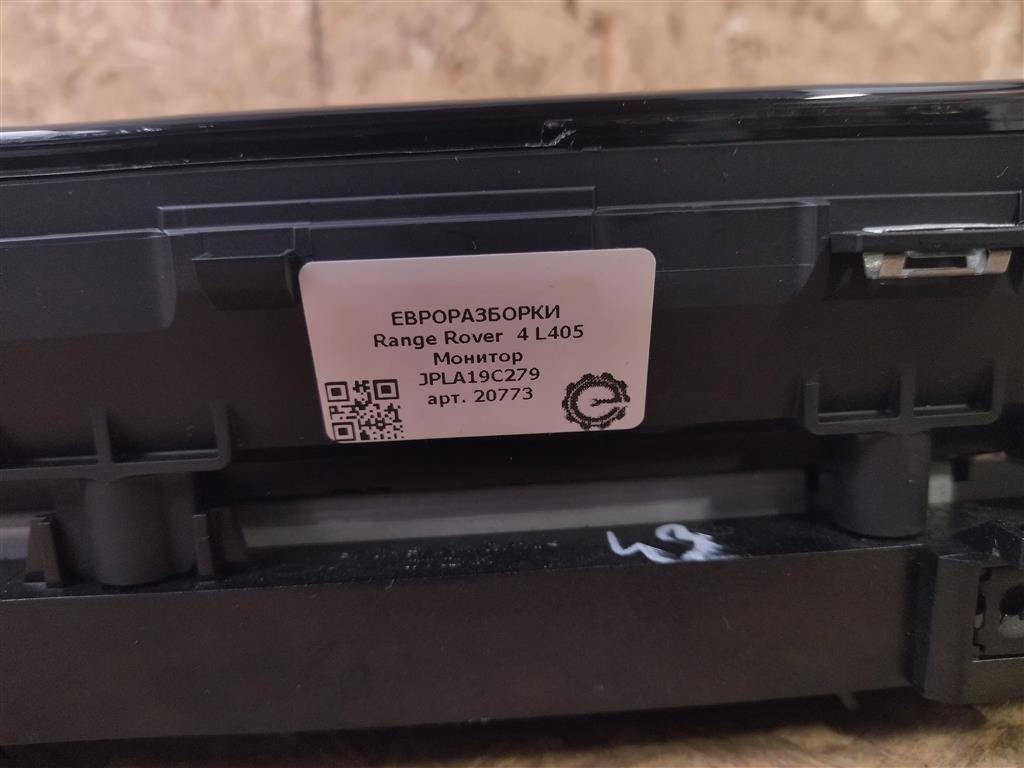 ЕВРОРАЗБОРКИ
Range Rover 4 L405
Монитор
JPLA19C279
арт. 20773